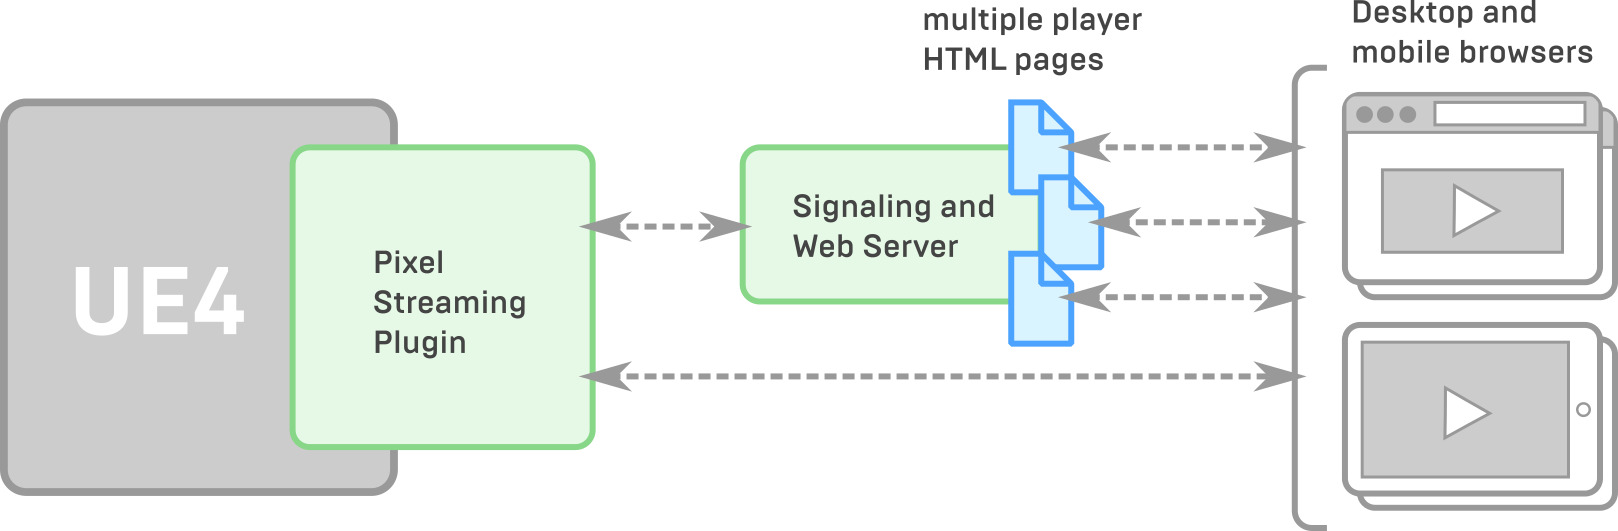 multiple player
HTML pages
Desktop and
mobile browsers
UE4
Pixel
Streaming
Plugin
Signaling and
Web Server